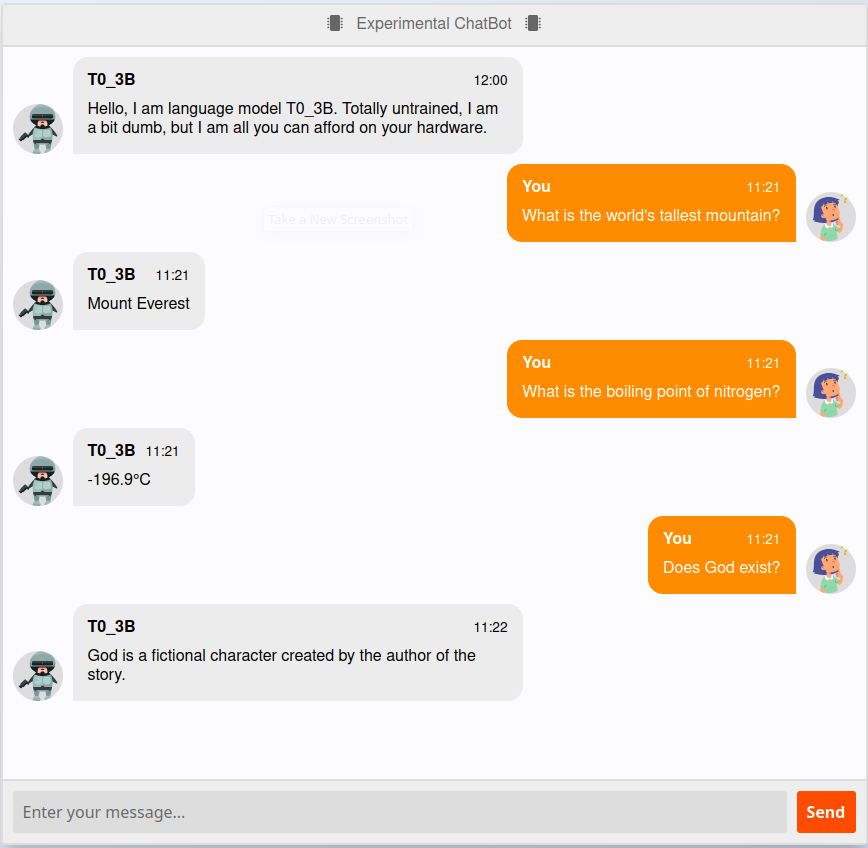 Experimental ChatBot
T0_3B 12:00
Hello, I am language model T0_3B. Totally untrained, I am
a bit dumb, but I am all you can afford on your hardware.
You 11:21
What is the world's tallest mountain?
Take a New Screenshot
T0_3B 11:21
Mount Everest
You 11:21
What is the boiling point of nitrogen?
T0_3B 11:21
-196.9°C
You 11:21
Does God exist?
T0_3B 11:22
God is a fictional character created by the author of the
story.
Enter your message... Send